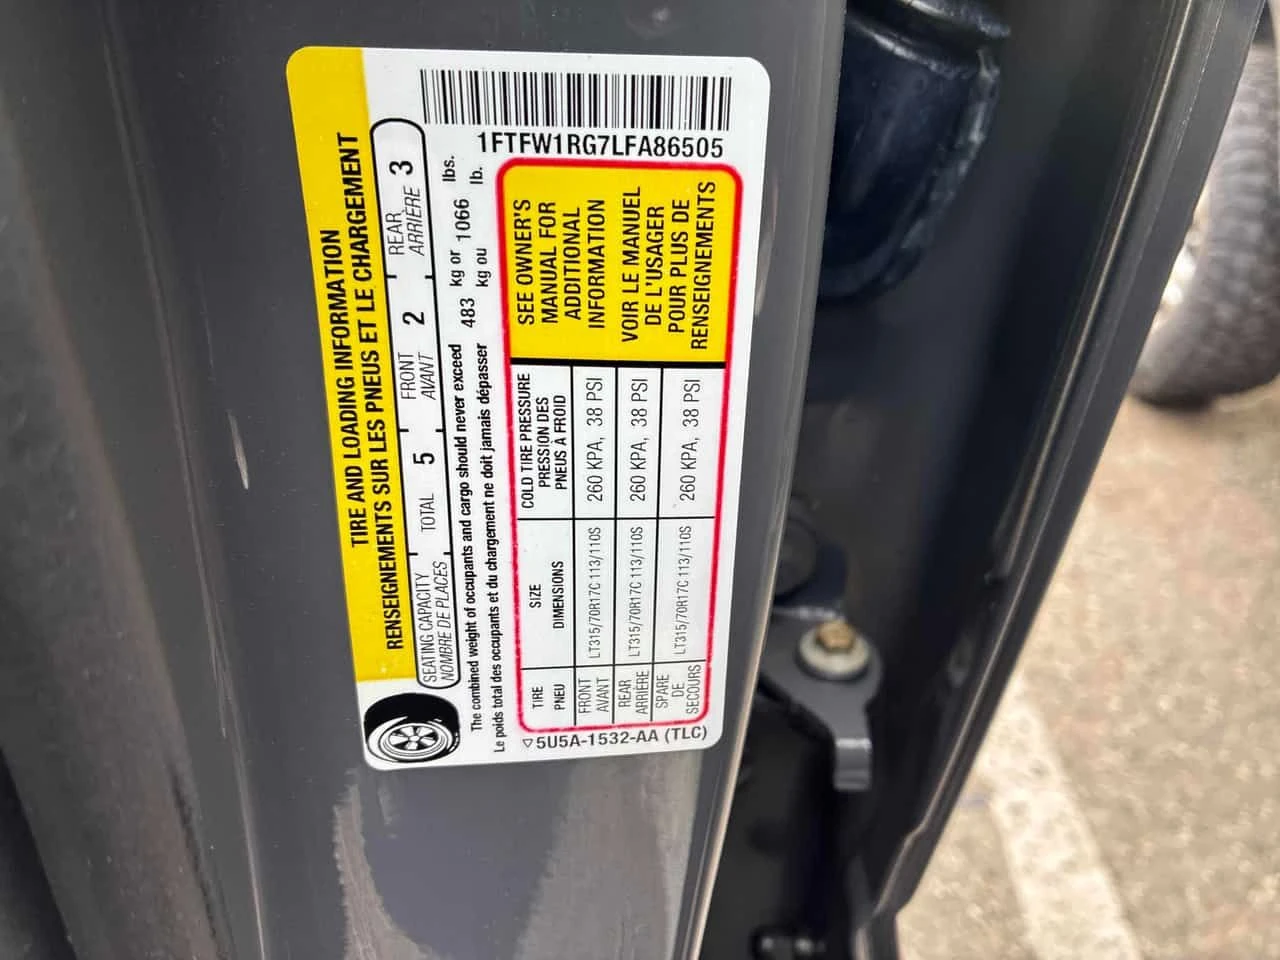 1FTFW1RG7LFA86505
TIRE AND LOADING INFORMATION
RENSEIGNEMENTS SUR LES PNEUS ET LE CHARGEMENT
SEATING CAPACITY TOTAL 5 FRONT 2 REAR 3
NOMBRE DE PLACES AVANT ARRIÈRE
The combined weight of occupants and cargo should never exceed 483 kg or 1066 lbs.
Le poids total des occupants et du chargement ne doit jamais dépasser kg ou lb.
TIRE SIZE COLD TIRE PRESSURE
PNEU DIMENSIONS PRESSION DES
PNEUS À FROID
FRONT
AVANT LT315/70R17C 113/110S 260 KPA, 38 PSI
REAR
ARRIÈRE LT315/70R17C 113/110S 260 KPA, 38 PSI
SPARE
DE
SECOURS LT315/70R17C 113/110S 260 KPA, 38 PSI
SEE OWNER'S
MANUAL FOR
ADDITIONAL
INFORMATION
VOIR LE MANUEL
DE L'USAGER
POUR PLUS DE
RENSEIGNEMENTS
▽5U5A-1532-AA (TLC)